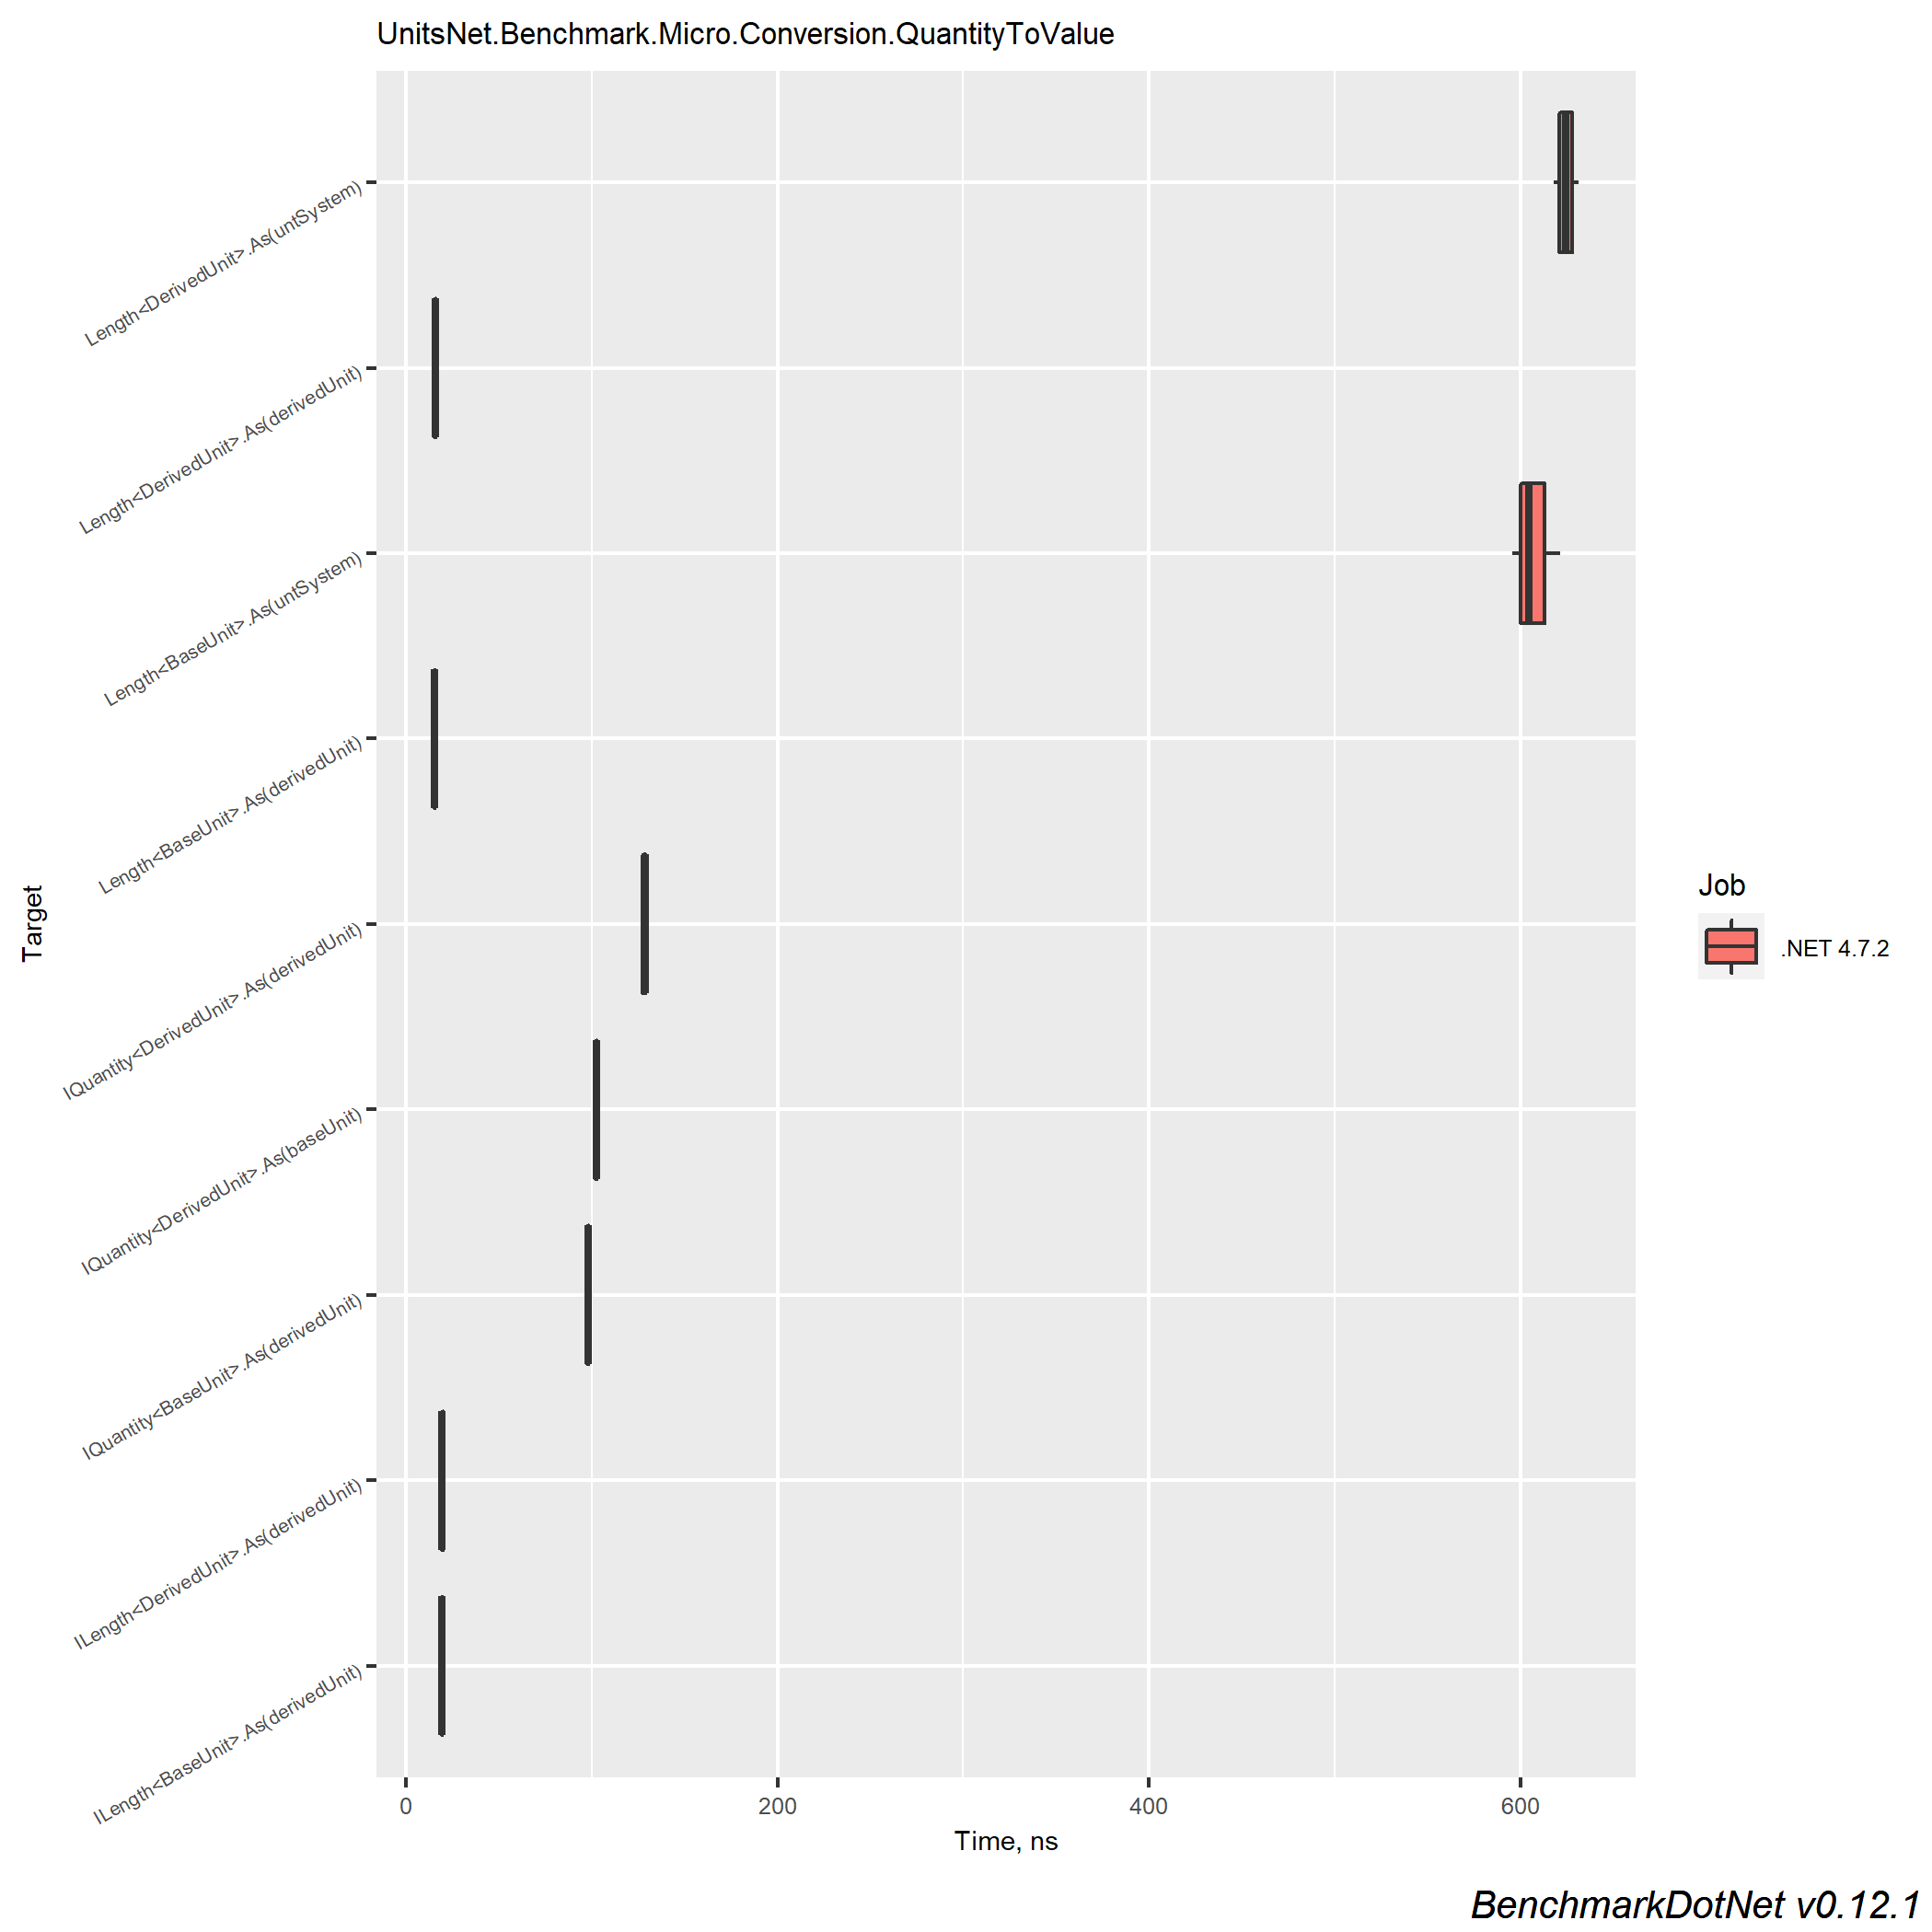 UnitsNet.Benchmark.Micro.Conversion.QuantityToValue
Target
Length<DerivedUnit>.As(untSystem)
Length<DerivedUnit>.As(derivedUnit)
Length<BaseUnit>.As(untSystem)
Length<BaseUnit>.As(derivedUnit)
IQuantity<DerivedUnit>.As(derivedUnit)
IQuantity<DerivedUnit>.As(baseUnit)
IQuantity<BaseUnit>.As(derivedUnit)
ILength<DerivedUnit>.As(derivedUnit)
ILength<BaseUnit>.As(derivedUnit)
0 200 400 600
Time, ns
Job
.NET 4.7.2
BenchmarkDotNet v0.12.1